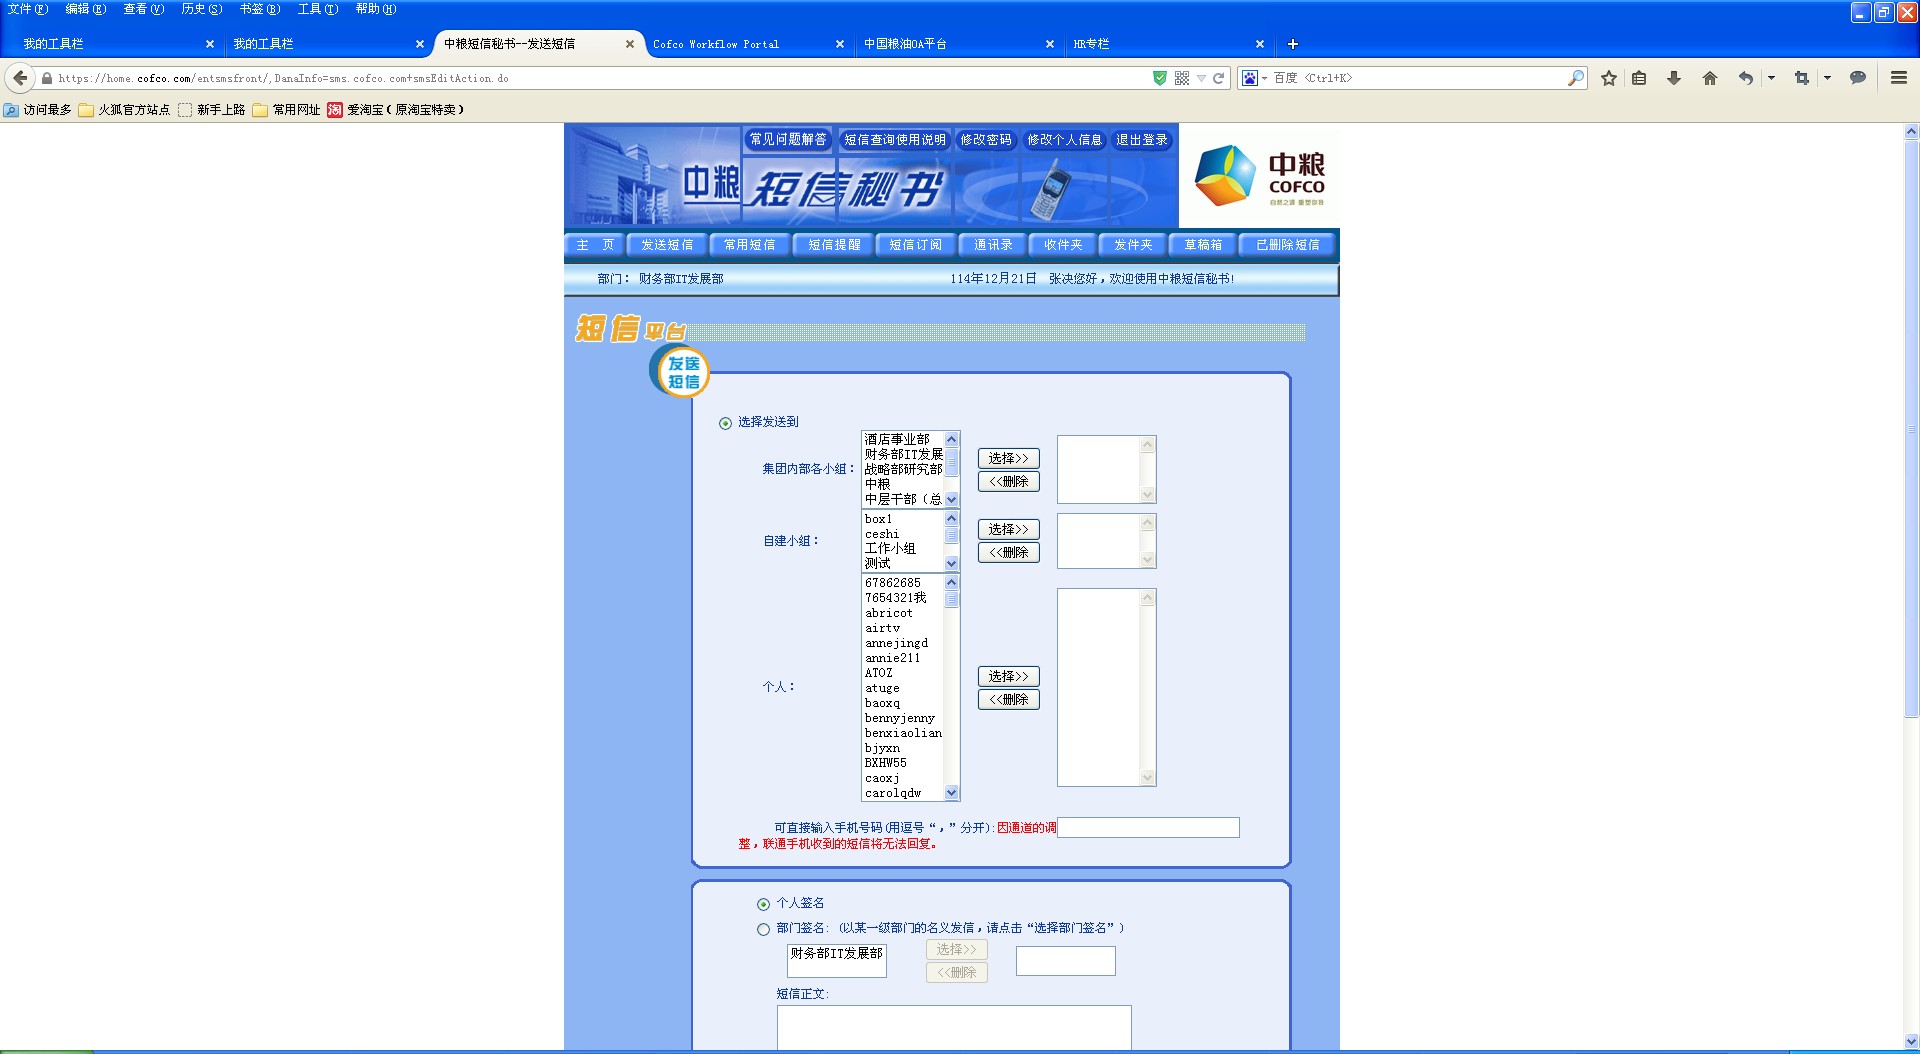 文件(F) 编辑(E) 查看(V) 历史(S) 书签(B) 工具(T) 帮助(H)
我的工具栏 我的工具栏 中粮短信秘书--发送短信 Cofco Workflow Portal 中国粮油OA平台 HR专栏
https://home.cofco.com/entsmsfront/,DanaInfo=sms.cofco.com+smsEditAction.do 百度 <Ctrl+K>
访问最多 火狐官方站点 新手上路 常用网址 淘 爱淘宝(原淘宝特卖)
常见问题解答 短信查询使用说明 修改密码 修改个人信息 退出登录
中粮 短信秘书
中粮
COFCO
自然之源 重塑你我
主 页 发送短信 常用短信 短信提醒 短信订阅 通讯录 收件夹 发件夹 草稿箱 已删除短信
部门: 财务部IT发展部 114年12月21日 张决您好,欢迎使用中粮短信秘书!
短信平台
发送
短信
选择发送到
集团内部各小组:
酒店事业部
财务部IT发展
战略部研究部
中粮
中层干部(总
选择>>
<<删除
自建小组:
box1
ceshi
工作小组
测试
选择>>
<<删除
个人:
67862685
7654321我
abricot
airtv
annejingd
annie211
ATOZ
atuge
baoxq
bennyjenny
benxiaolian
bjyxn
BXHW55
caoxj
carolqdw
选择>>
<<删除
可直接输入手机号码(用逗号“,”分开):因通道的调
整,联通手机收到的短信将无法回复。
个人签名
部门签名: (以某一级部门的名义发信,请点击“选择部门签名”)
财务部IT发展部
选择>>
<<删除
短信正文: